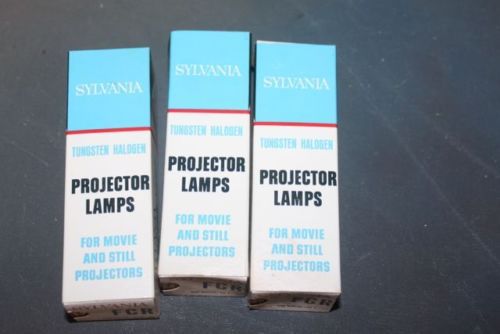 SYLVANIA
TUNGSTEN HALOGEN
PROJECTOR
LAMPS
FOR MOVIE
AND STILL
PROJECTORS
SYLVANIA
FCR
SYLVANIA
TUNGSTEN HALOGEN
PROJECTOR
LAMPS
FOR MOVIE
AND STILL
PROJECTORS
FCR
SYLVANIA
TUNGSTEN HALOGEN
PROJECTOR
LAMPS
FOR MOVIE
AND STILL
PROJECTORS
FCR